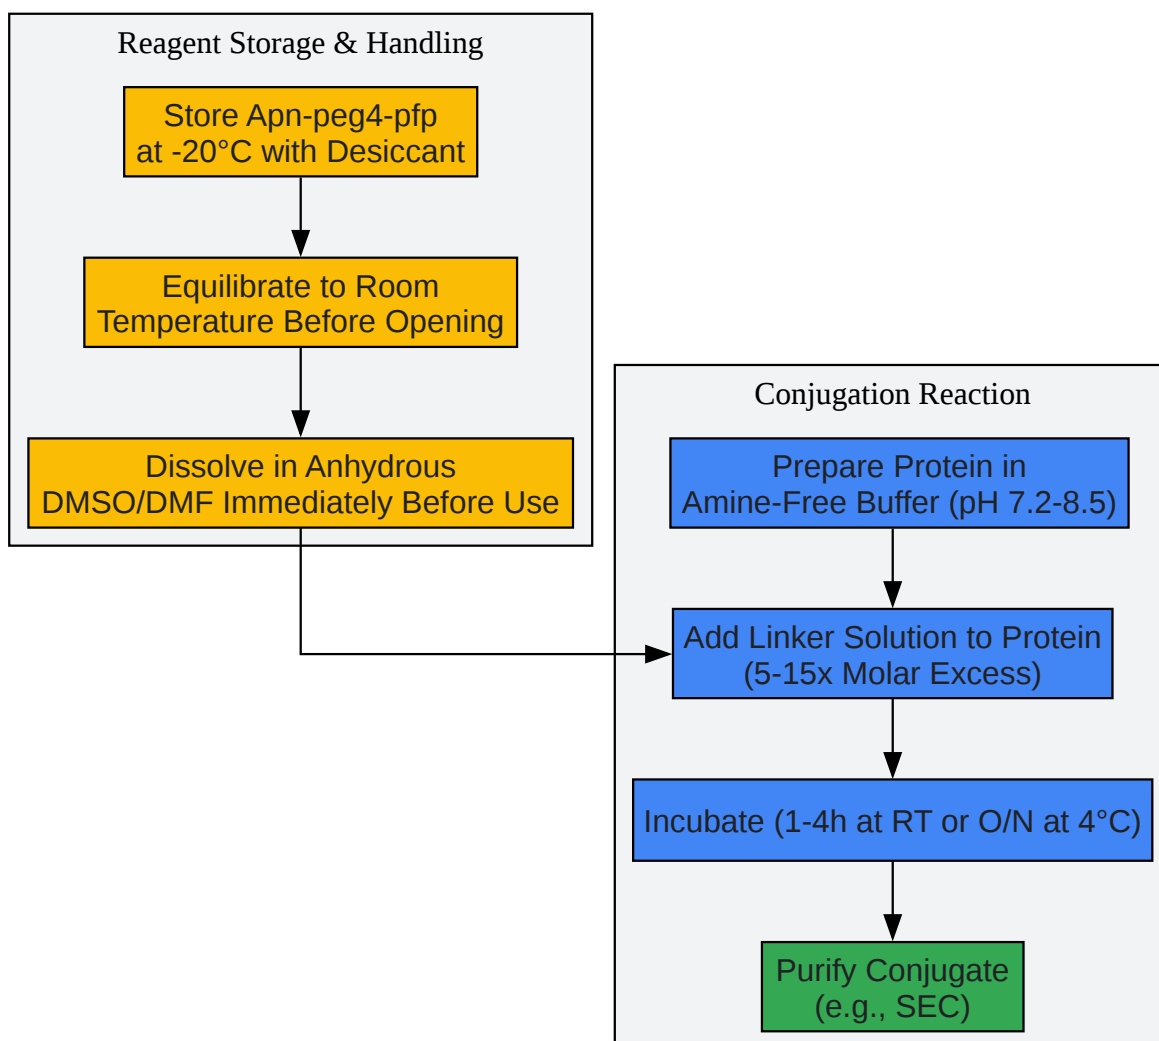 Reagent Storage & Handling
Store Apn-peg4-pfp
at -20°C with Desiccant
Equilibrate to Room
Temperature Before Opening
Dissolve in Anhydrous
DMSO/DMF Immediately Before Use
Conjugation Reaction
Prepare Protein in
Amine-Free Buffer (pH 7.2-8.5)
Add Linker Solution to Protein
(5-15x Molar Excess)
Incubate (1-4h at RT or O/N at 4°C)
Purify Conjugate
(e.g., SEC)